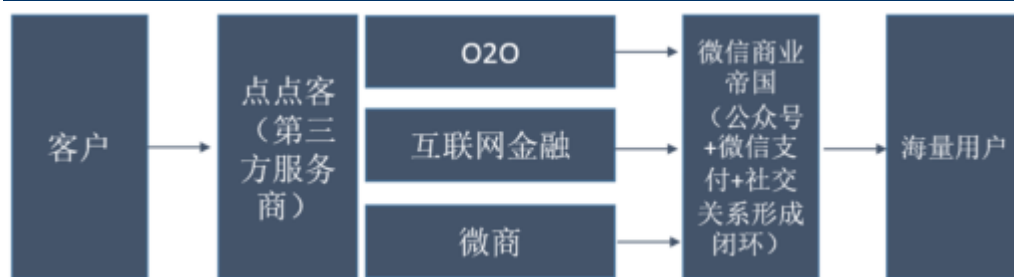 客户
点点客
（第三
方服务
商）
O2O
互联网金融
微商
微信商业
帝国
（公众号
+微信支
付+社交
关系形成
闭环）
海量用户